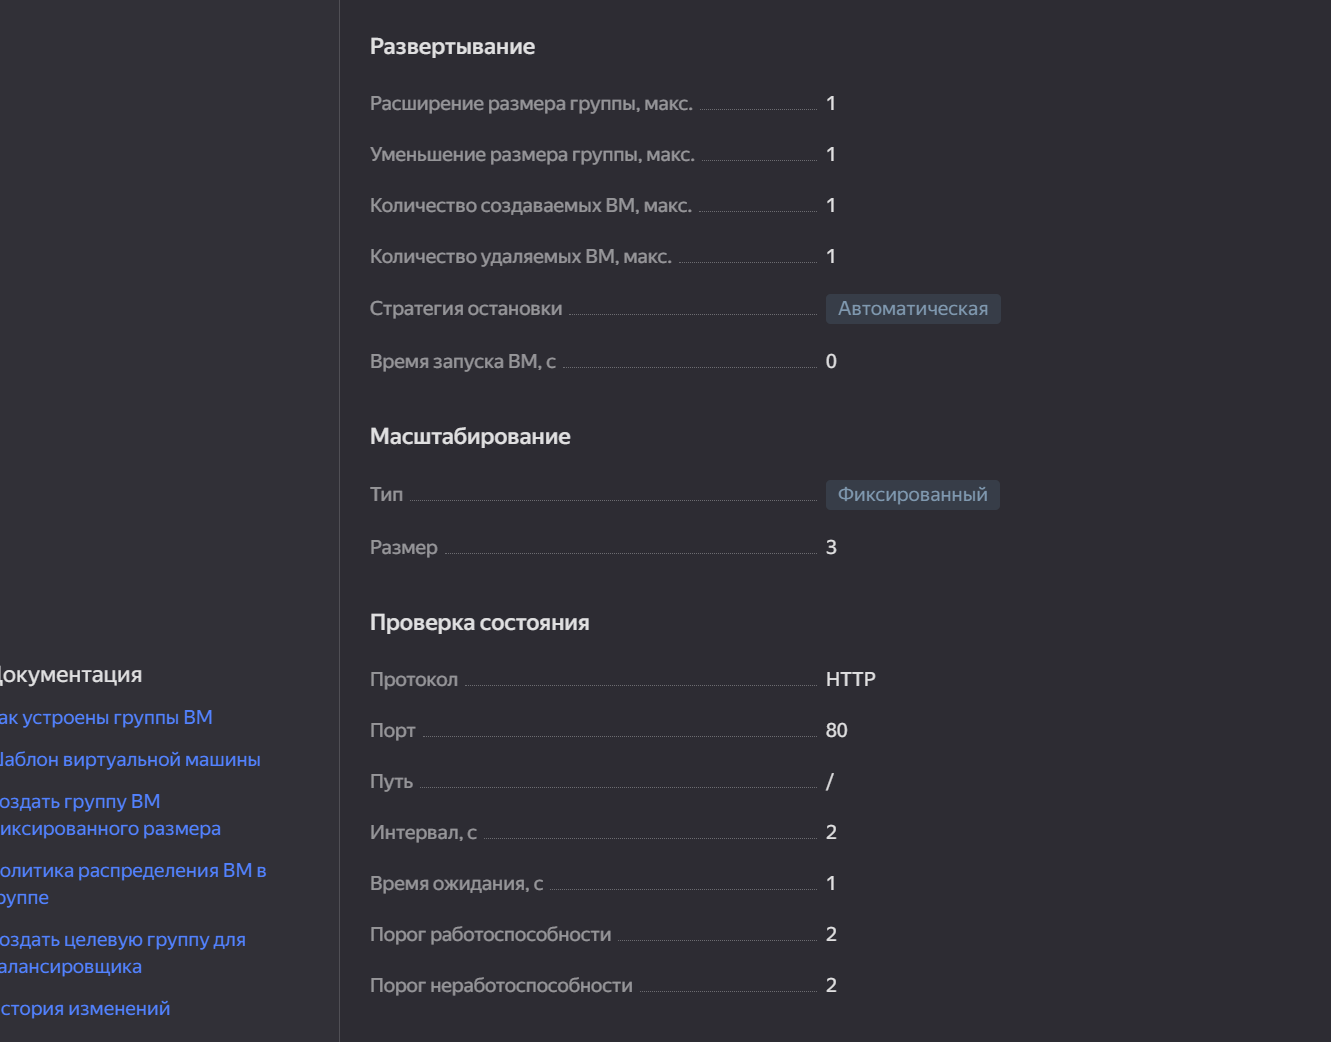 Развертывание
Расширение размера группы, макс. 1
Уменьшение размера группы, макс. 1
Количество создаваемых ВМ, макс. 1
Количество удаляемых ВМ, макс. 1
Стратегия остановки Автоматическая
Время запуска ВМ, с 0
Масштабирование
Тип Фиксированный
Размер 3
Проверка состояния
Протокол HTTP
Порт 80
Путь /
Интервал, с 2
Время ожидания, с 1
Порог работоспособности 2
Порог неработоспособности 2
Документация
ак устроены группы ВМ
Шаблон виртуальной машины
оздать группу ВМ
иксированного размера
олитика распределения ВМ в
руппе
оздать целевую группу для
алансировщика
стория изменений